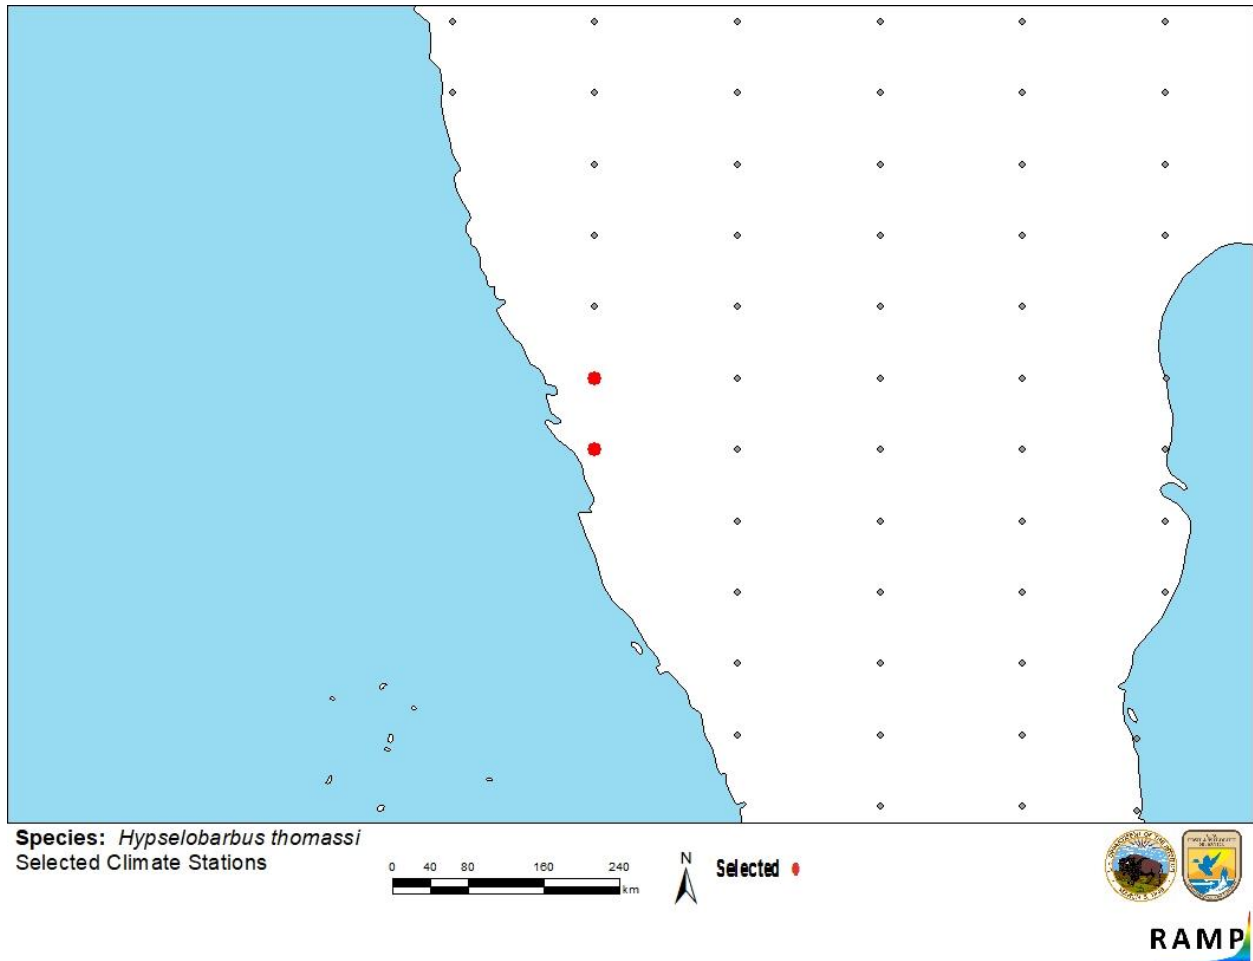 Species: Hypselobarbus thomassi
Selected Climate Stations
0 40 80 160 240
km
N
Selected
RAMP